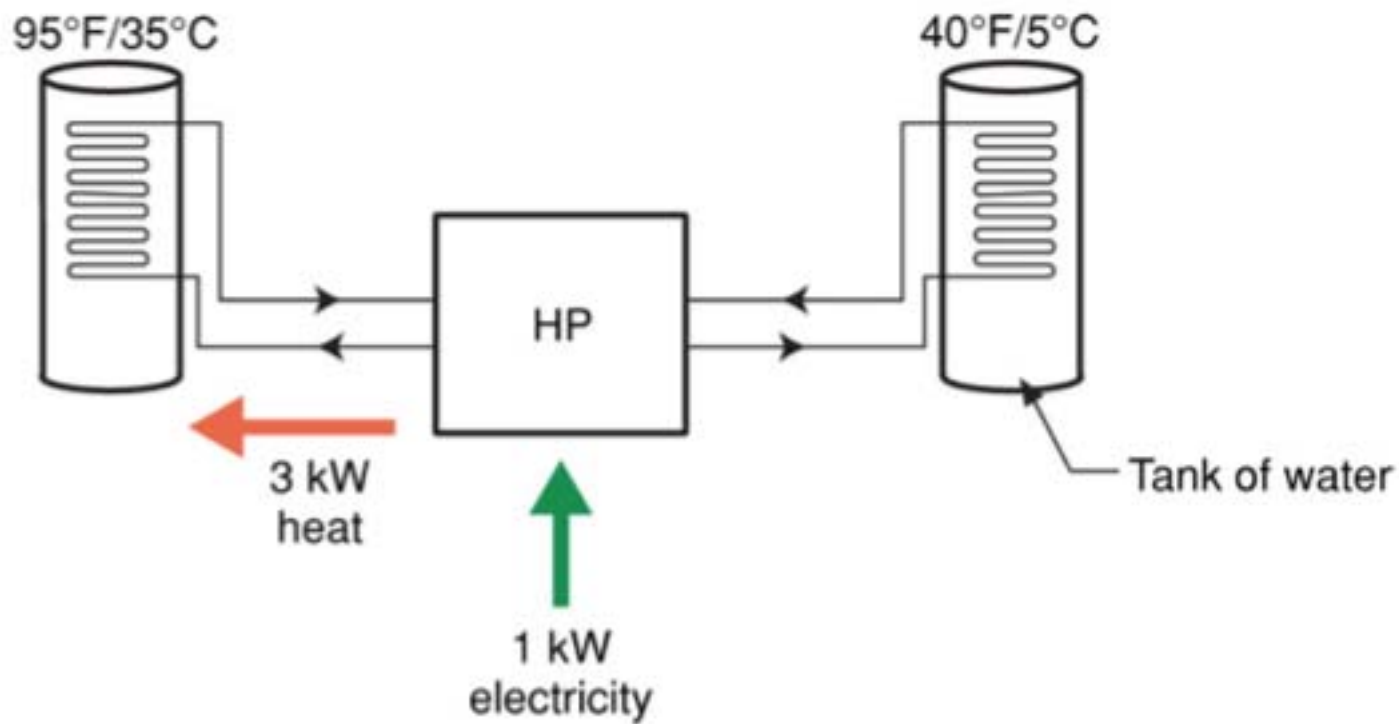 95°F/35°C
40°F/5°C
HP
3 kW
heat
Tank of water
1 kW
electricity